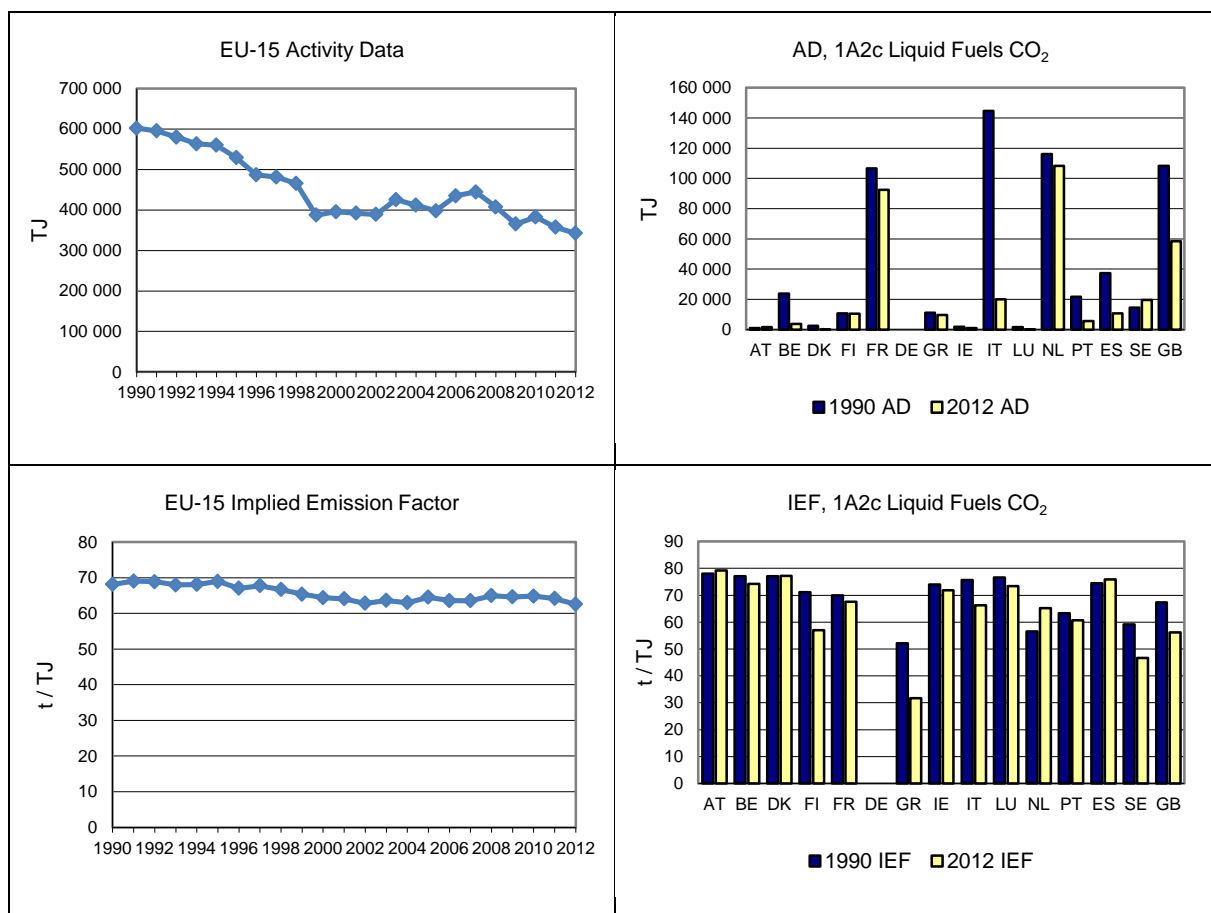 EU-15 Activity Data
700 000
600 000
500 000
400 000
300 000
200 000
100 000
0
TJ
1990 1992 1994 1996 1998 2000 2002 2004 2006 2008 2010 2012
AD, 1A2c Liquid Fuels CO₂
160 000
140 000
120 000
100 000
80 000
60 000
40 000
20 000
0
TJ
AT BE DK FI FR DE GR IE IT LU NL PT ES SE GB
1990 AD 2012 AD
EU-15 Implied Emission Factor
80
70
60
50
40
30
20
10
0
t / TJ
1990 1992 1994 1996 1998 2000 2002 2004 2006 2008 2010 2012
IEF, 1A2c Liquid Fuels CO₂
90
80
70
60
50
40
30
20
10
0
t / TJ
AT BE DK FI FR DE GR IE IT LU NL PT ES SE GB
1990 IEF 2012 IEF